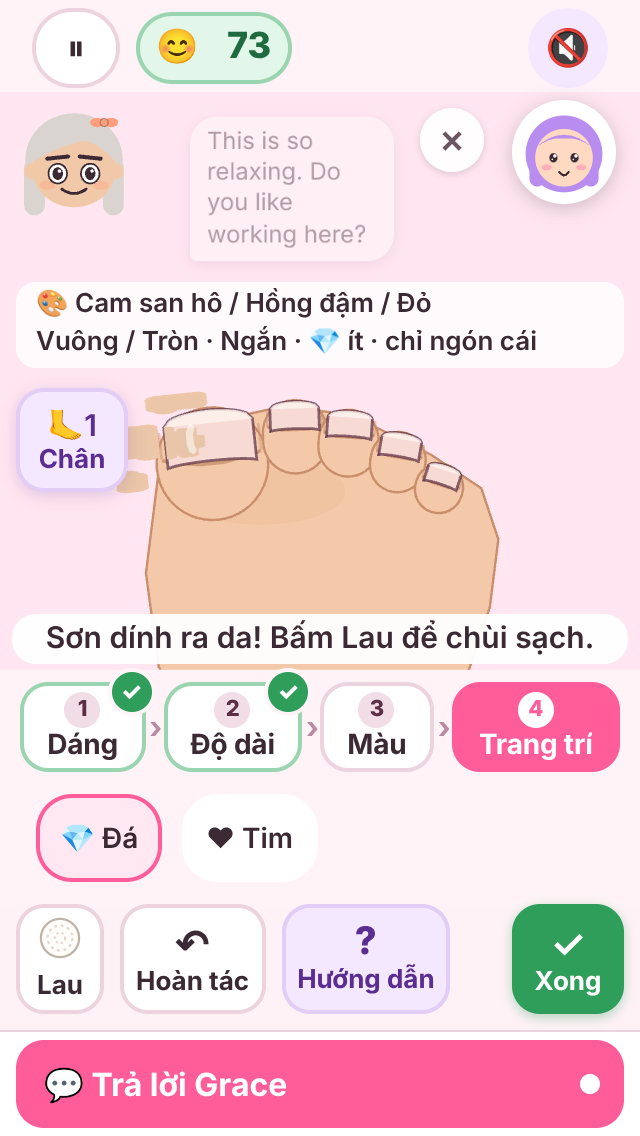 73
This is so
relaxing. Do
you like
working here?
Cam san hô / Hồng đậm / Đỏ
Vuông / Tròn · Ngắn · 💎 ít · chỉ ngón cái
1
Chân
Sơn dính ra da! Bấm Lau để chùi sạch.
1
Dáng
2
Độ dài
3
Màu
4
Trang trí
Đá
Tim
Lau
Hoàn tác
?
Hướng dẫn
Xong
Trả lời Grace